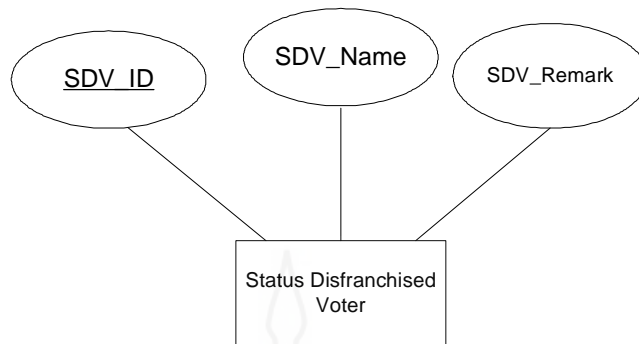 SDV_ID
SDV_Name
SDV_Remark
Status Disfranchised
Voter